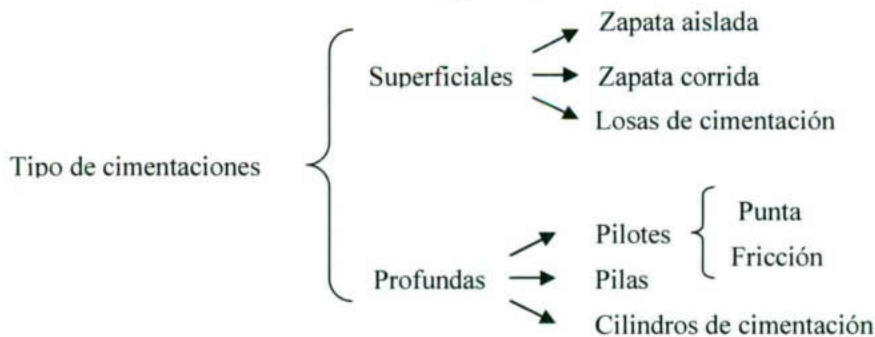 Zapata aislada
Superficiales
Zapata corrida
Losas de cimentación
Tipo de cimentaciones
Pilotes
Punta
Fricción
Profundas
Pilas
Cilindros de cimentación